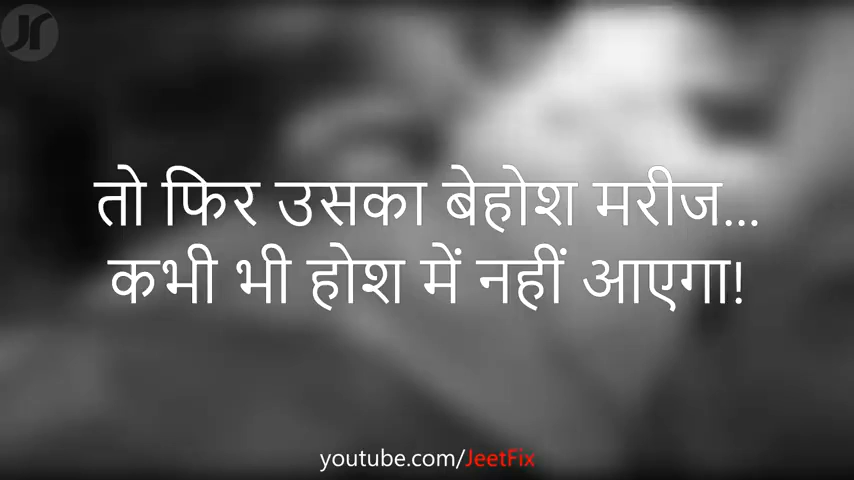 तो फिर उसका बेहोश मरीज...
कभी भी होश में नहीं आएगा!
youtube.com/JeetFix